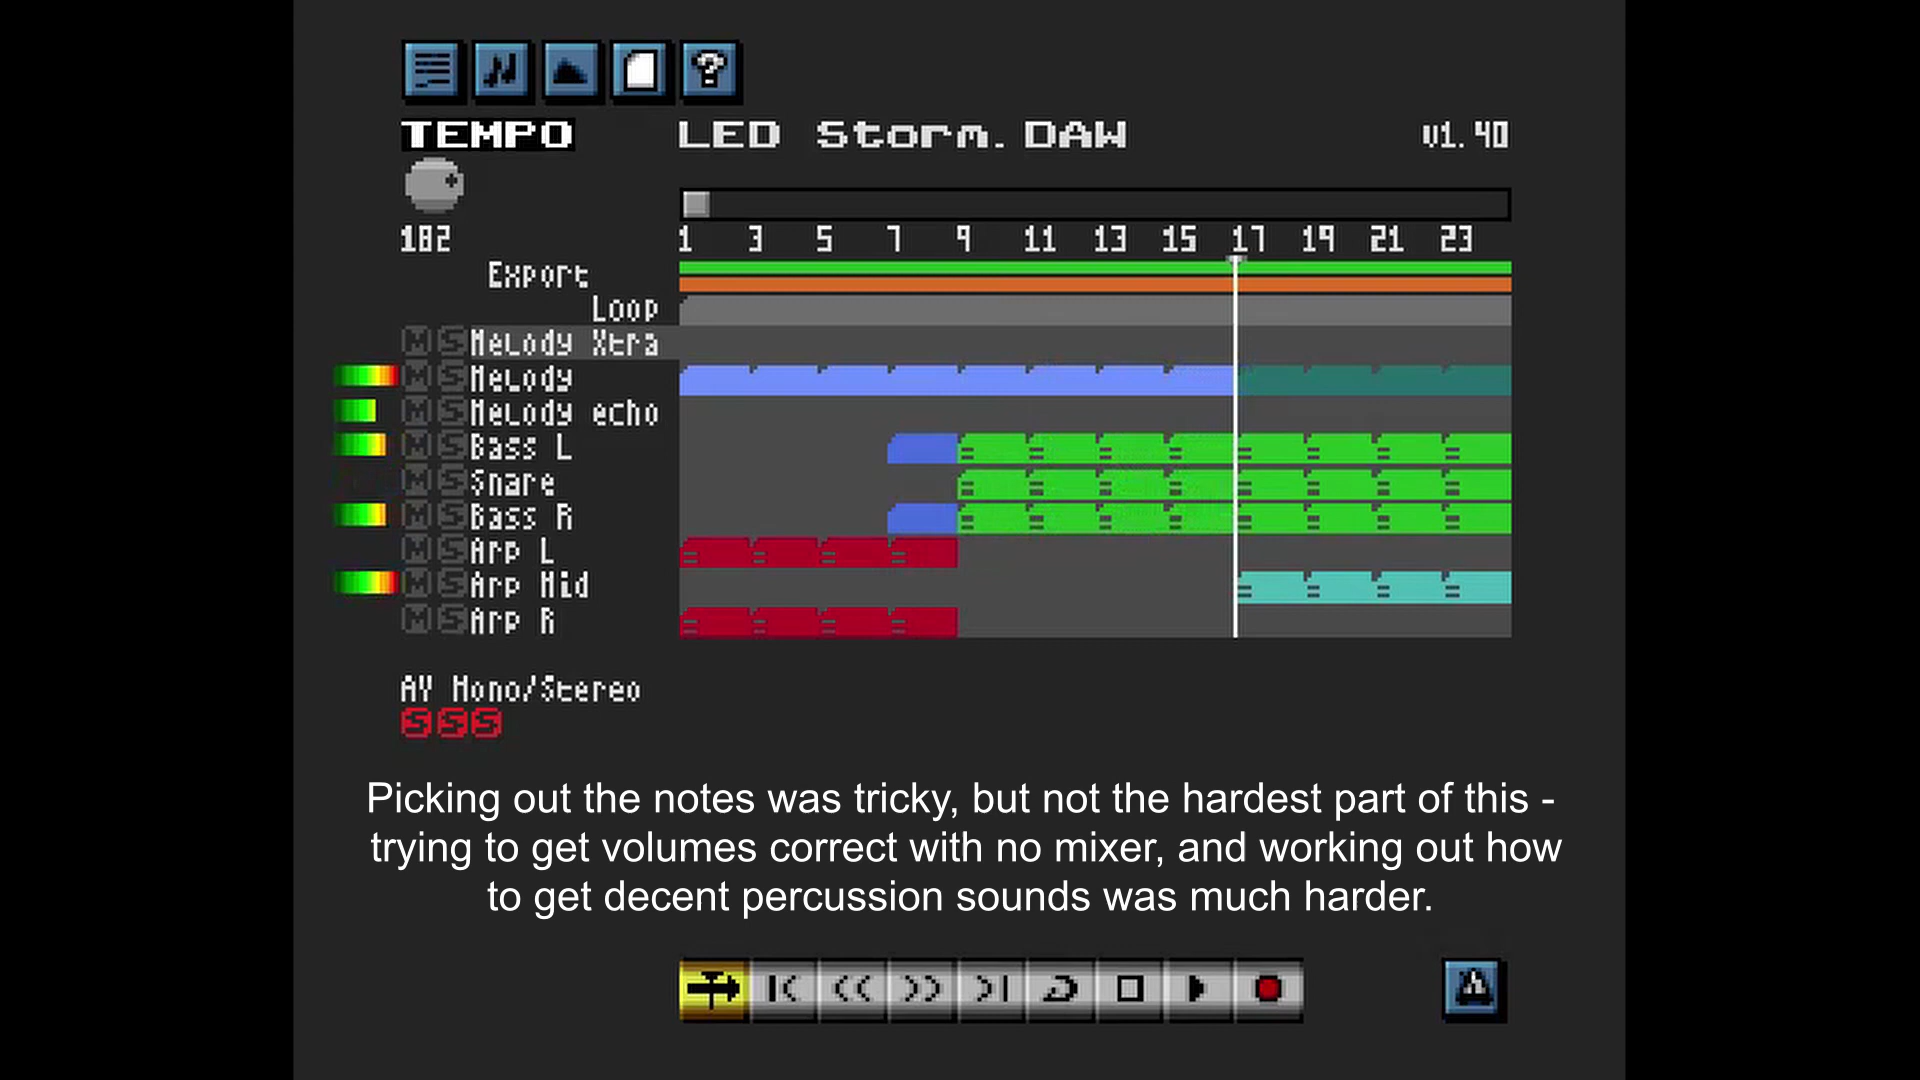 TEMPO LED Storm.DAW v1.40
182 1 3 5 7 9 11 13 15 17 19 21 23
Export
Loop
M S Melody Xtra
M S Melody
M S Melody echo
M S Bass L
M S Snare
M S Bass R
M S Arp L
M S Arp Mid
M S Arp R
AY Mono/Stereo
S S S
Picking out the notes was tricky, but not the hardest part of this -
trying to get volumes correct with no mixer, and working out how
to get decent percussion sounds was much harder.